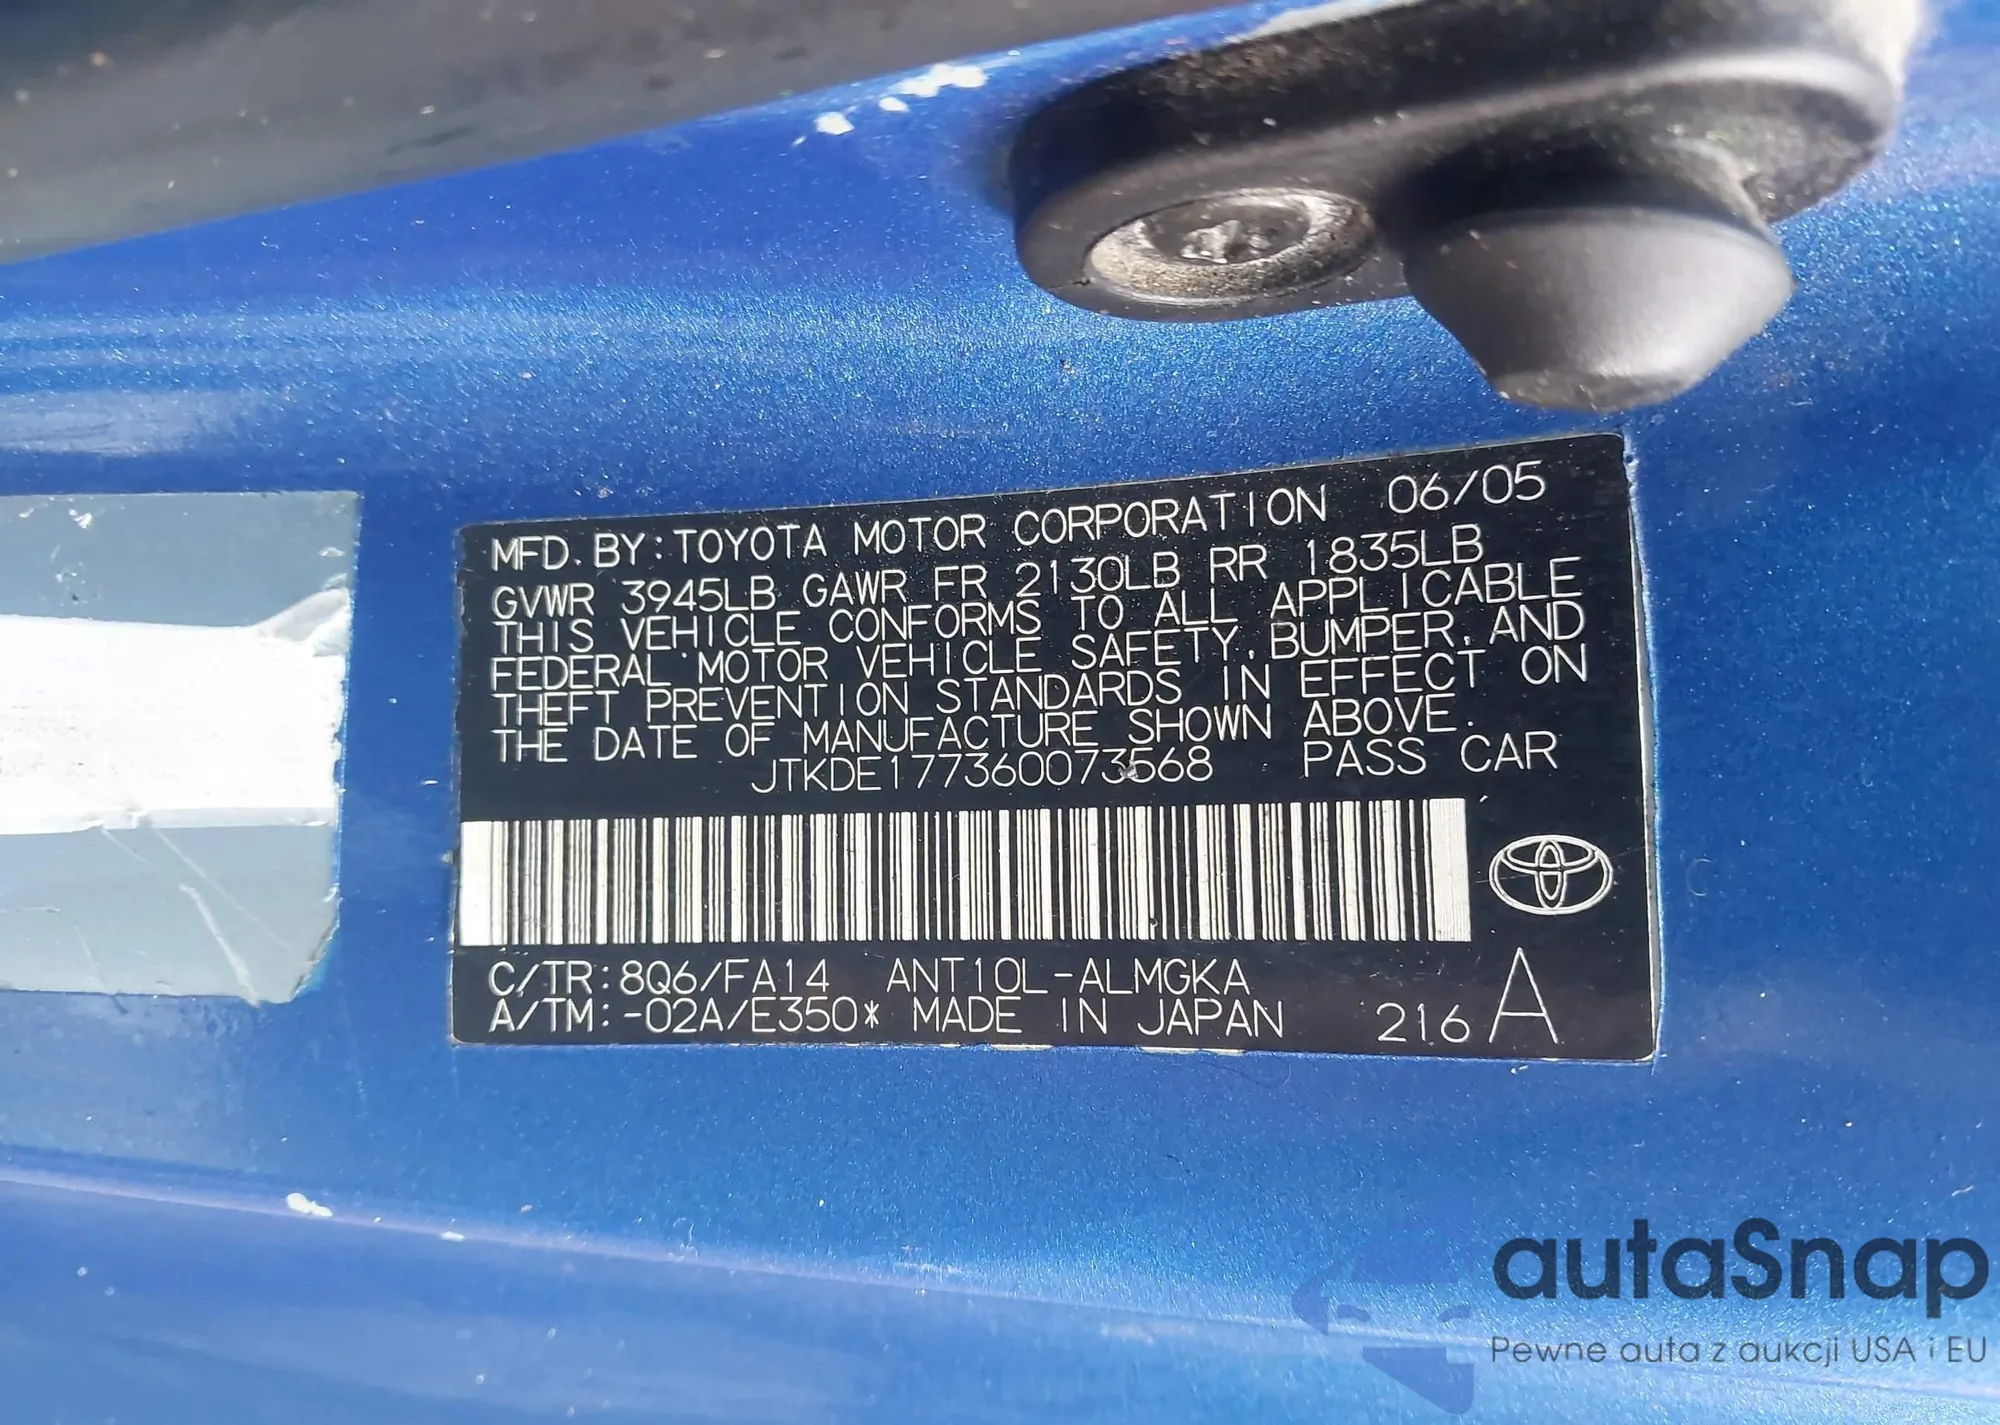 MFD. BY: TOYOTA MOTOR CORPORATION 06/05
GVWR 3945LB GAWR FR 2130LB RR 1835LB
THIS VEHICLE CONFORMS TO ALL APPLICABLE
FEDERAL MOTOR VEHICLE SAFETY, BUMPER, AND
THEFT PREVENTION STANDARDS IN EFFECT ON
THE DATE OF MANUFACTURE SHOWN ABOVE.
JTKDE177360073568 PASS CAR
C/TR: 8Q6/FA14 ANT10L-ALMGKA
A/TM: -02A/E350* MADE IN JAPAN 216 A
autaSnap
Pewne auta z aukcji USA i EU